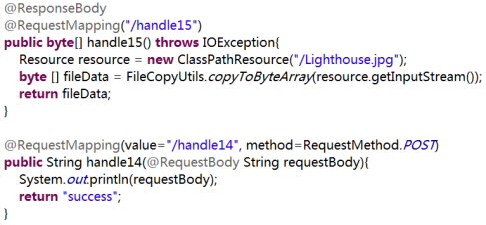 @ResponseBody
@RequestMapping("/handle15")
public byte[] handle15() throws IOException{
Resource resource = new ClassPathResource("/Lighthouse.jpg");
byte [] fileData = FileCopyUtils.copyToByteArray(resource.getInputStream());
return fileData;
}
@RequestMapping(value="/handle14", method=RequestMethod.POST)
public String handle14(@RequestBody String requestBody){
System.out.println(requestBody);
return "success";
}